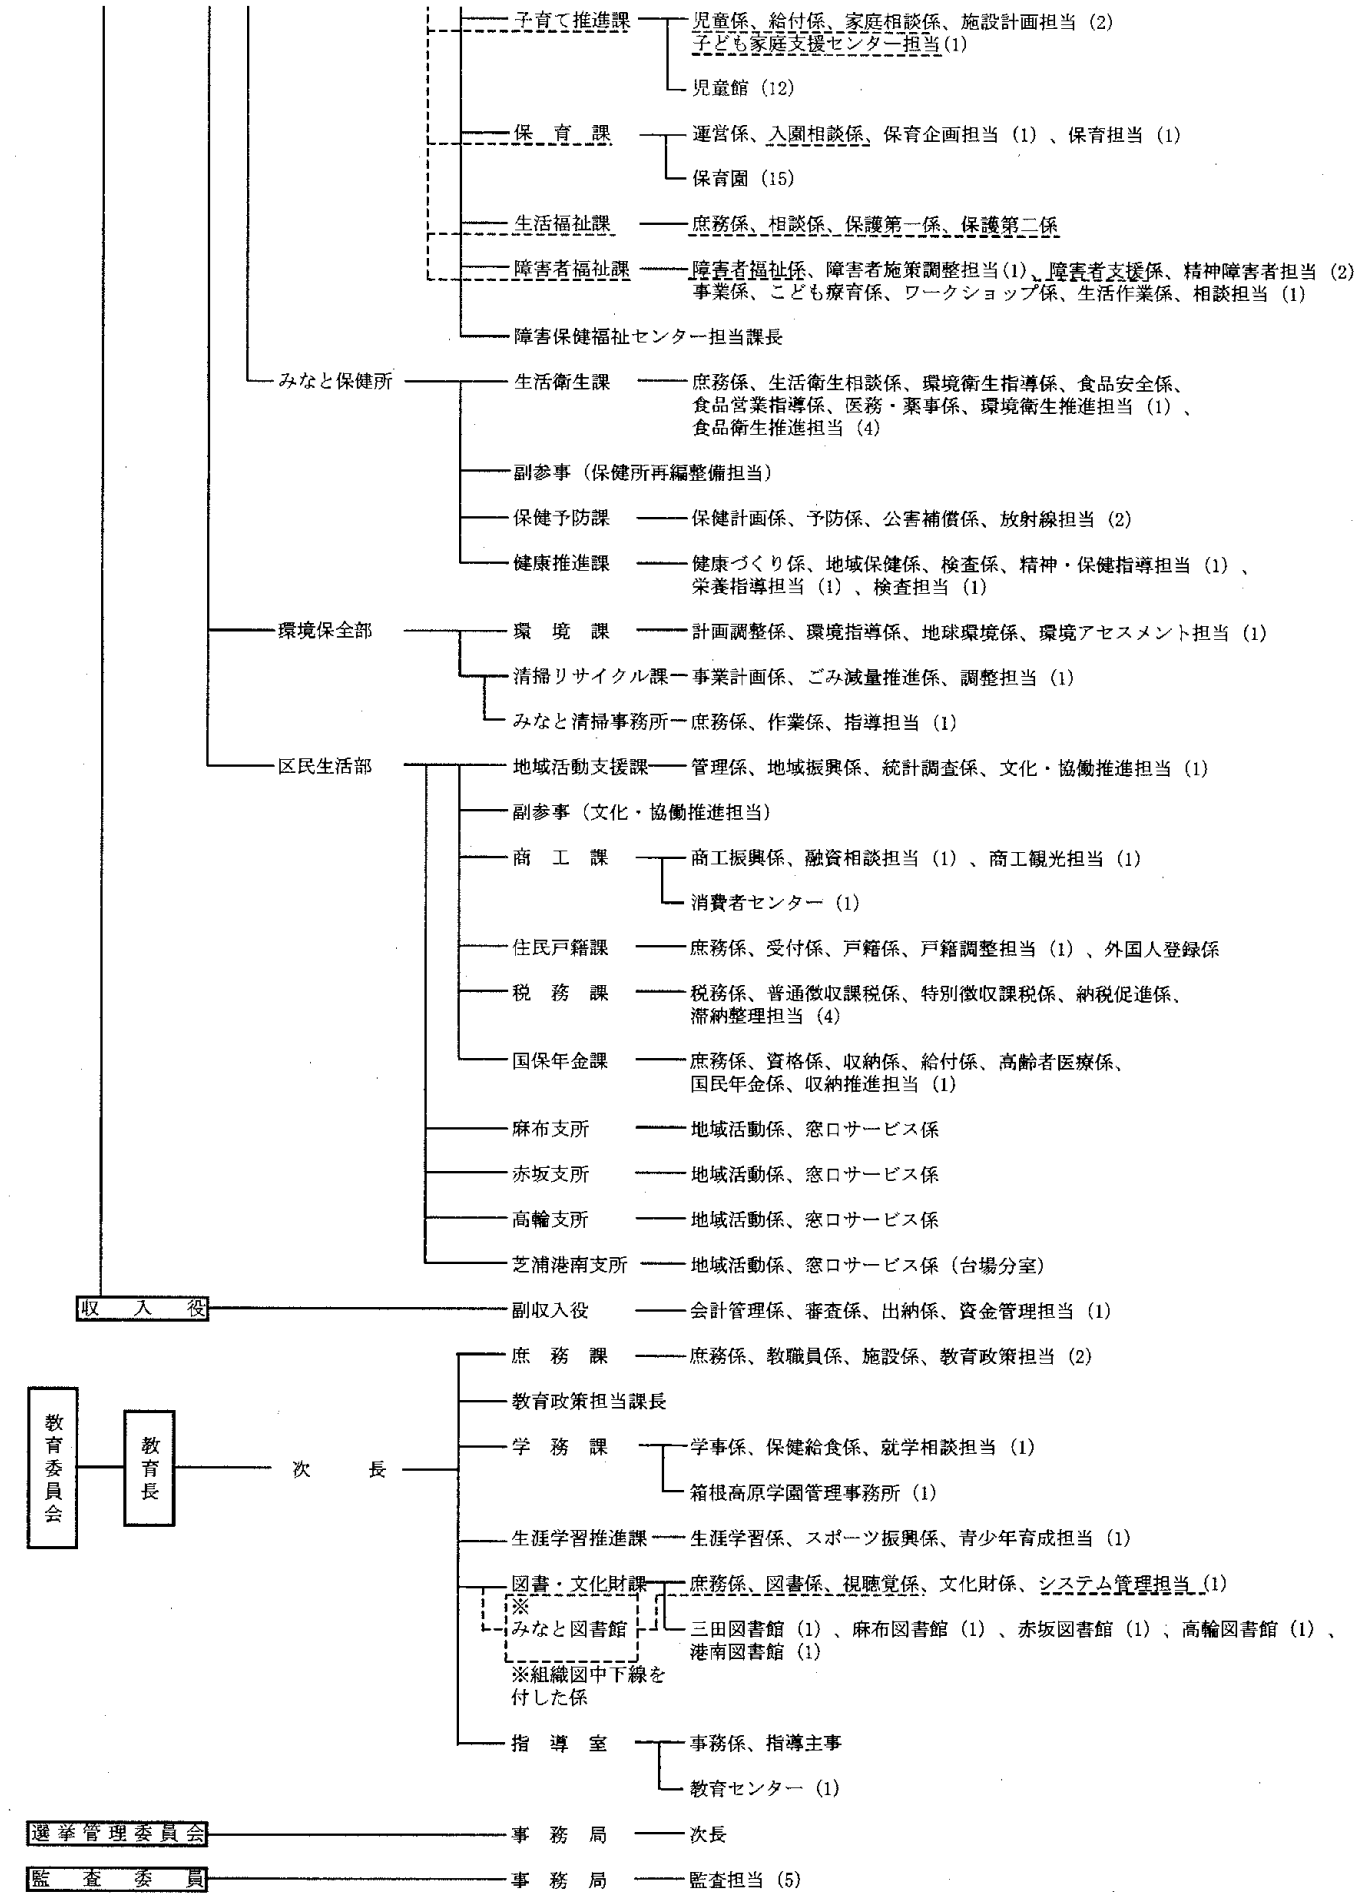 子育て推進課 児童係、給付係、家庭相談係、施設計画担当 (2)
子ども家庭支援センター担当(1)
児童館 (12)
保育課 運営係、入園相談係、保育企画担当 (1) 、保育担当 (1)
保育園 (15)
生活福祉課 庶務係、相談係、保護第一係、保護第二係
障害者福祉課 障害者福祉係、障害者施策調整担当(1)、障害者支援係、精神障害者担当 (2)
事業係、こども療育係、ワークショップ係、生活作業係、相談担当 (1)
障害保健福祉センター担当課長
みなと保健所 生活衛生課 庶務係、生活衛生相談係、環境衛生指導係、食品安全係、
食品営業指導係、医務・薬事係、環境衛生推進担当 (1) 、
食品衛生推進担当 (4)
副参事（保健所再編整備担当）
保健予防課 保健計画係、予防係、公害補償係、放射線担当 (2)
健康推進課 健康づくり係、地域保健係、検査係、精神・保健指導担当 (1) 、
栄養指導担当 (1) 、検査担当 (1)
環境保全部 環境課 計画調整係、環境指導係、地球環境係、環境アセスメント担当 (1)
清掃リサイクル課 事業計画係、ごみ減量推進係、調整担当 (1)
みなと清掃事務所 庶務係、作業係、指導担当 (1)
区民生活部 地域活動支援課 管理係、地域振興係、統計調査係、文化・協働推進担当 (1)
副参事（文化・協働推進担当）
商工課 商工振興係、融資相談担当 (1) 、商工観光担当 (1)
消費者センター (1)
住民戸籍課 庶務係、受付係、戸籍係、戸籍調整担当 (1) 、外国人登録係
税務課 税務係、普通徴収課税係、特別徴収課税係、納税促進係、
滞納整理担当 (4)
国保年金課 庶務係、資格係、収納係、給付係、高齢者医療係、
国民年金係、収納推進担当 (1)
麻布支所 地域活動係、窓口サービス係
赤坂支所 地域活動係、窓口サービス係
高輪支所 地域活動係、窓口サービス係
芝浦港南支所 地域活動係、窓口サービス係（台場分室）
収入役 副収入役 会計管理係、審査係、出納係、資金管理担当 (1)
庶務課 庶務係、教職員係、施設係、教育政策担当 (2)
教育政策担当課長
学務課 学事係、保健給食係、就学相談担当 (1)
教育委員会 教育長 次長
箱根高原学園管理事務所 (1)
生涯学習推進課 生涯学習係、スポーツ振興係、青少年育成担当 (1)
図書・文化財課 庶務係、図書係、視聴覚係、文化財係、システム管理担当 (1)
※
みなと図書館 三田図書館 (1) 、麻布図書館 (1) 、赤坂図書館 (1) 、高輪図書館 (1) 、
港南図書館 (1)
※組織図中下線を
付した係
指導室 事務係、指導主事
教育センター (1)
選挙管理委員会 事務局 次長
監査委員 事務局 監査担当 (5)